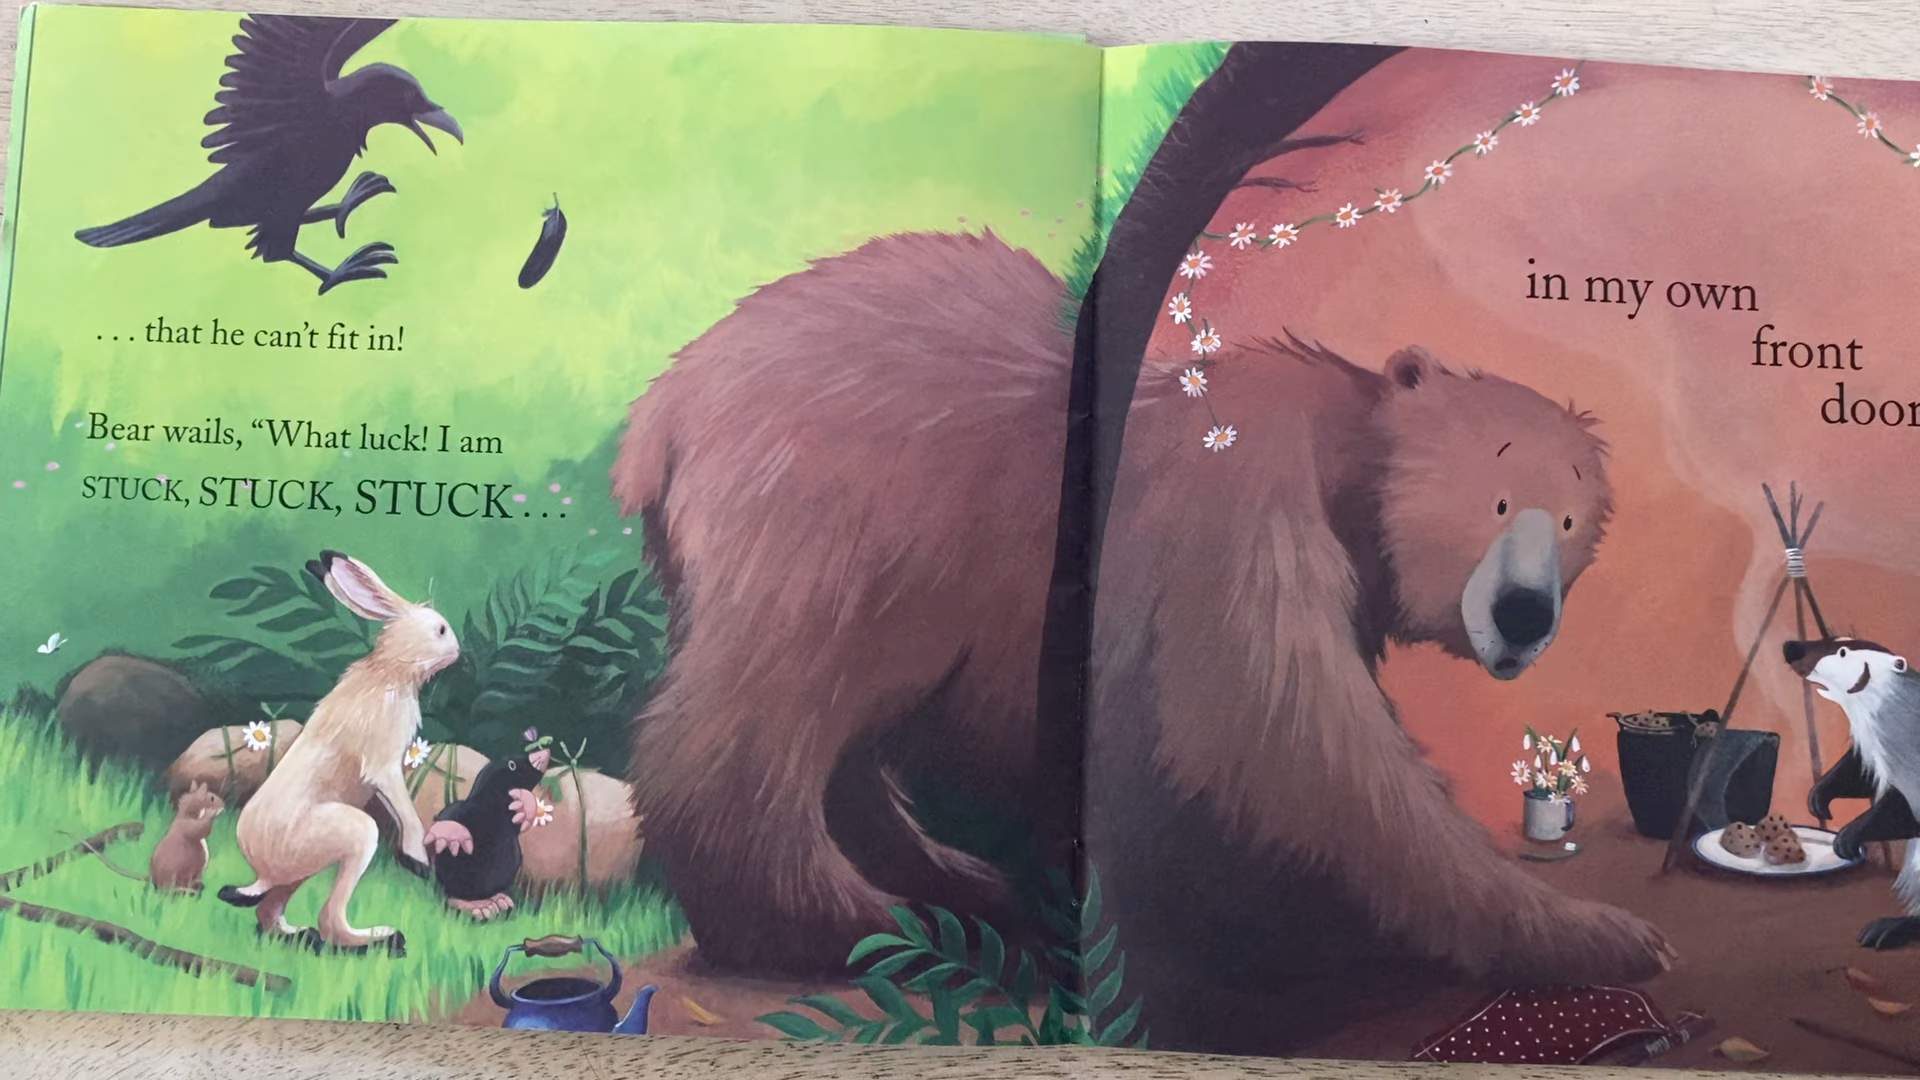 . . . that he can't fit in!
Bear wails, “What luck! I am
STUCK, STUCK, STUCK . . .
in my own
front
door